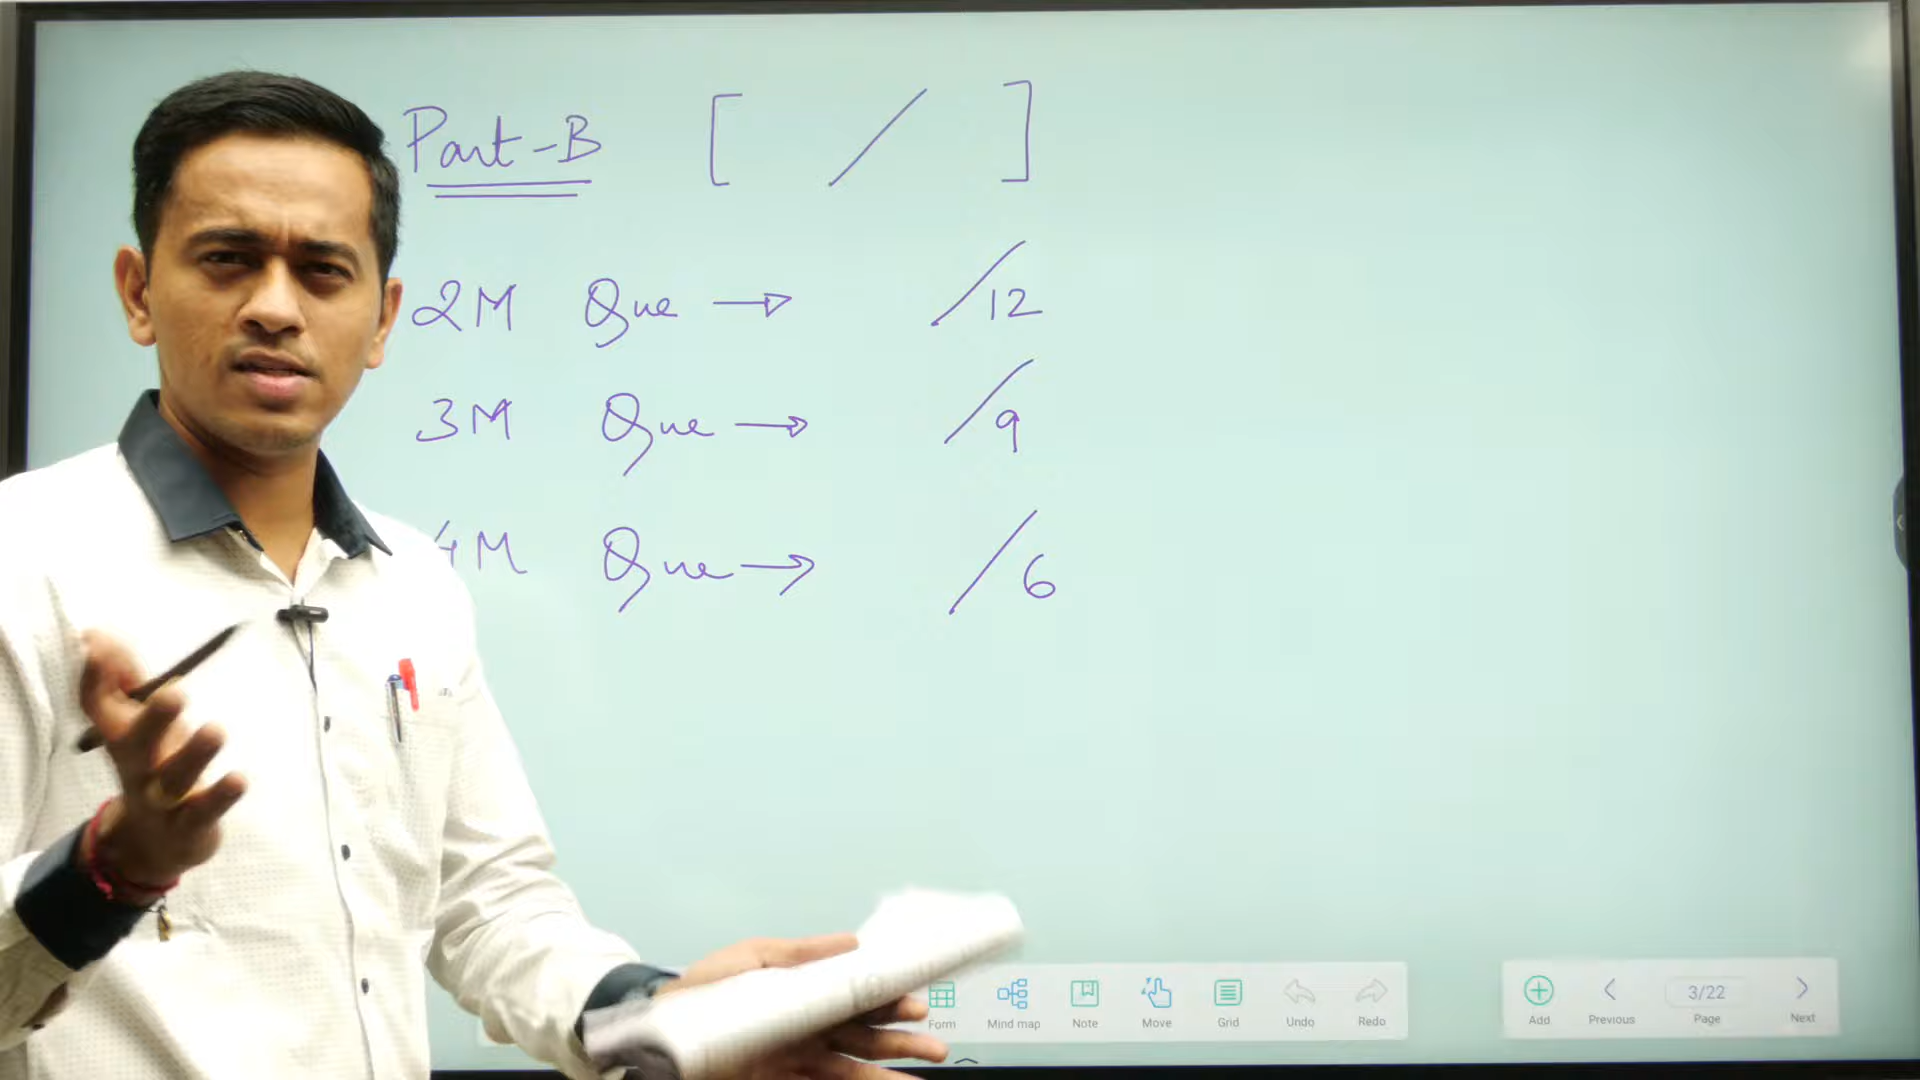 Part-B [ / ]
2M Que → /12
3M Que → /9
4M Que → /6
Form Mind map Note Move Grid Undo Redo
Add Previous 3/22 Page Next